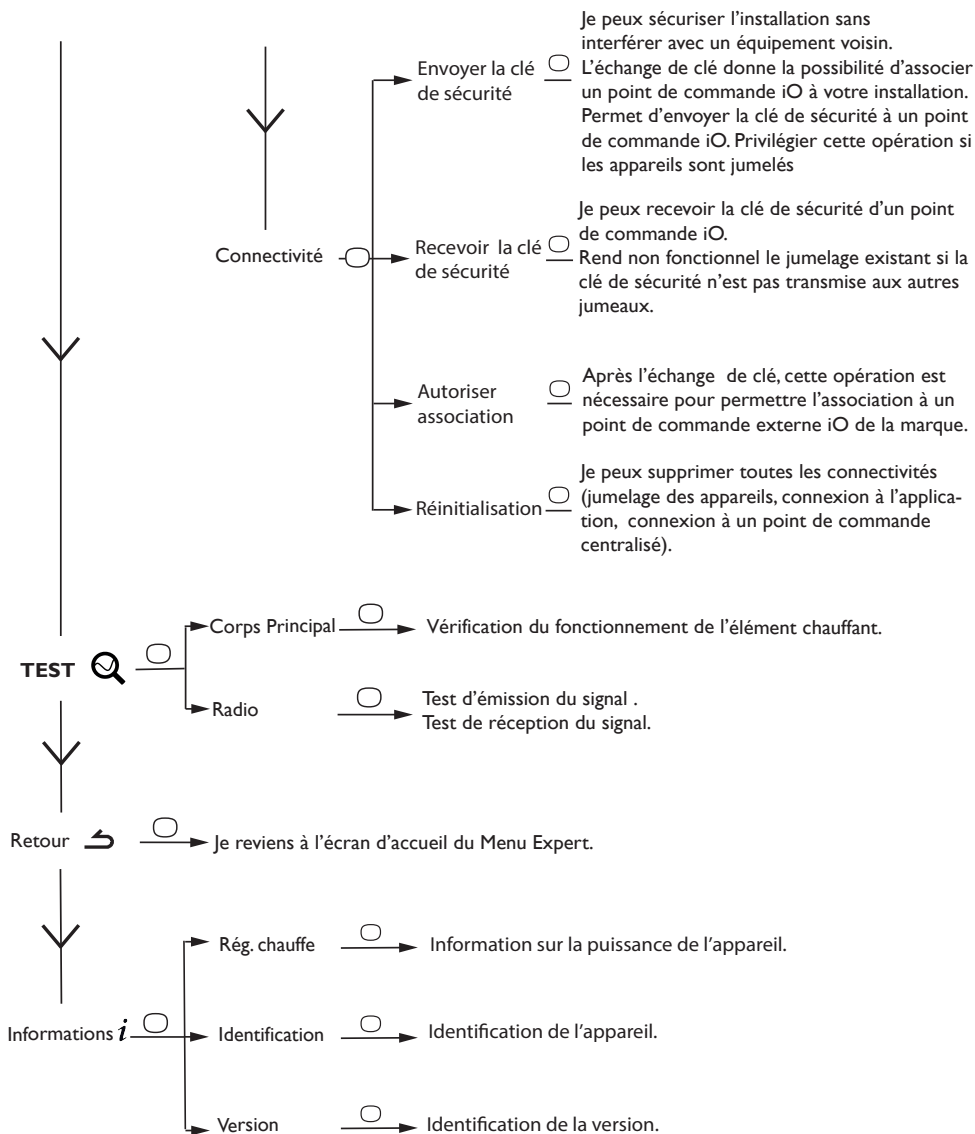 Je peux sécuriser l'installation sans
interférer avec un équipement voisin.
Envoyer la clé
de sécurité
L'échange de clé donne la possibilité d'associer
un point de commande iO à votre installation.
Permet d'envoyer la clé de sécurité à un point
de commande iO. Privilégier cette opération si
les appareils sont jumelés
Connectivité
Recevoir la clé
de sécurité
Je peux recevoir la clé de sécurité d'un point
de commande iO.
Rend non fonctionnel le jumelage existant si la
clé de sécurité n'est pas transmise aux autres
jumeaux.
Autoriser
association
Après l'échange de clé, cette opération est
nécessaire pour permettre l'association à un
point de commande externe iO de la marque.
Réinitialisation
Je peux supprimer toutes les connectivités
(jumelage des appareils, connexion à l'applica-
tion, connexion à un point de commande
centralisé).
TEST
Corps Principal
Vérification du fonctionnement de l'élément chauffant.
Radio
Test d'émission du signal .
Test de réception du signal.
Retour
Je reviens à l'écran d'accueil du Menu Expert.
Informations i
Rég. chauffe
Information sur la puissance de l'appareil.
Identification
Identification de l'appareil.
Version
Identification de la version.